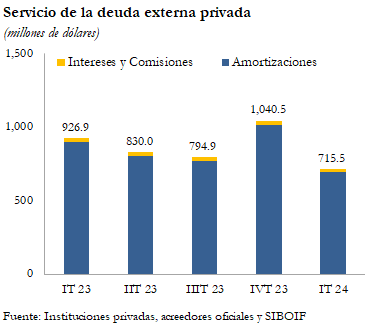 Servicio de la deuda externa privada
(millones de dólares)
1,500
Intereses y Comisiones Amortizaciones
1,040.5
926.9
830.0
794.9
715.5
1,000
500
0
IT 23 IIT 23 IIIT 23 IVT 23 IT 24
Fuente: Instituciones privadas, acreedores oficiales y SIBOIF